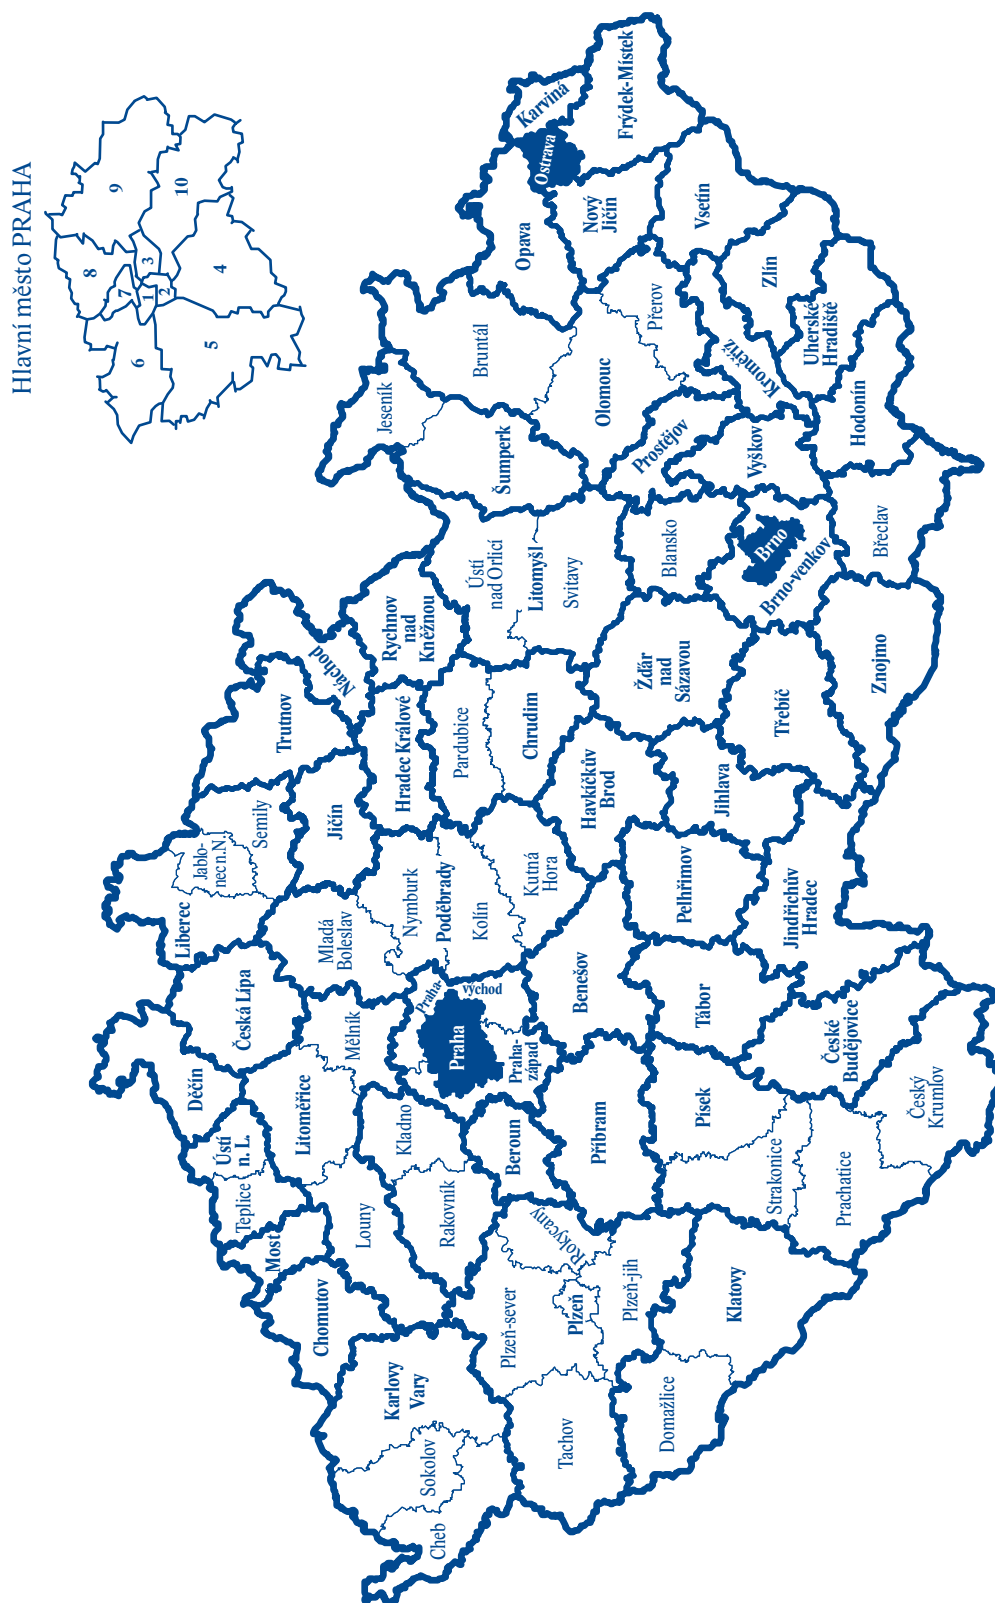 Hlavní město PRAHA
1
2
3
4
5
6
7
8
9
10
Děčín
Liberec
Jablo-
nec n.N.
Semily
Česká Lípa
Ústí
n. L.
Teplice
Most
Chomutov
Litoměřice
Mělník
Mladá
Boleslav
Jičín
Trutnov
Náchod
Louny
Kladno
Rakovník
Karlovy
Vary
Sokolov
Cheb
Praha-
východ
Praha
Praha-
západ
Nymburk
Poděbrady
Kolín
Kutná
Hora
Hradec Králové
Rychnov
nad
Kněžnou
Pardubice
Chrudim
Ústí
nad Orlicí
Litomyšl
Svitavy
Jeseník
Šumperk
Bruntál
Opava
Ostrava
Karviná
Frýdek-Místek
Nový
Jičín
Vsetín
Olomouc
Přerov
Prostějov
Kroměříž
Zlín
Uherské
Hradiště
Hodonín
Vyškov
Blansko
Brno
Brno-venkov
Břeclav
Znojmo
Třebíč
Žďár
nad
Sázavou
Havkíčkův
Brod
Jihlava
Pelhřimov
Jindřichův
Hradec
Benešov
Tábor
České
Budějovice
Český
Krumlov
Písek
Příbram
Beroun
Strakonice
Prachatice
Rokycany
Plzeň-sever
Plzeň
Plzeň-jih
Klatovy
Domažlice
Tachov